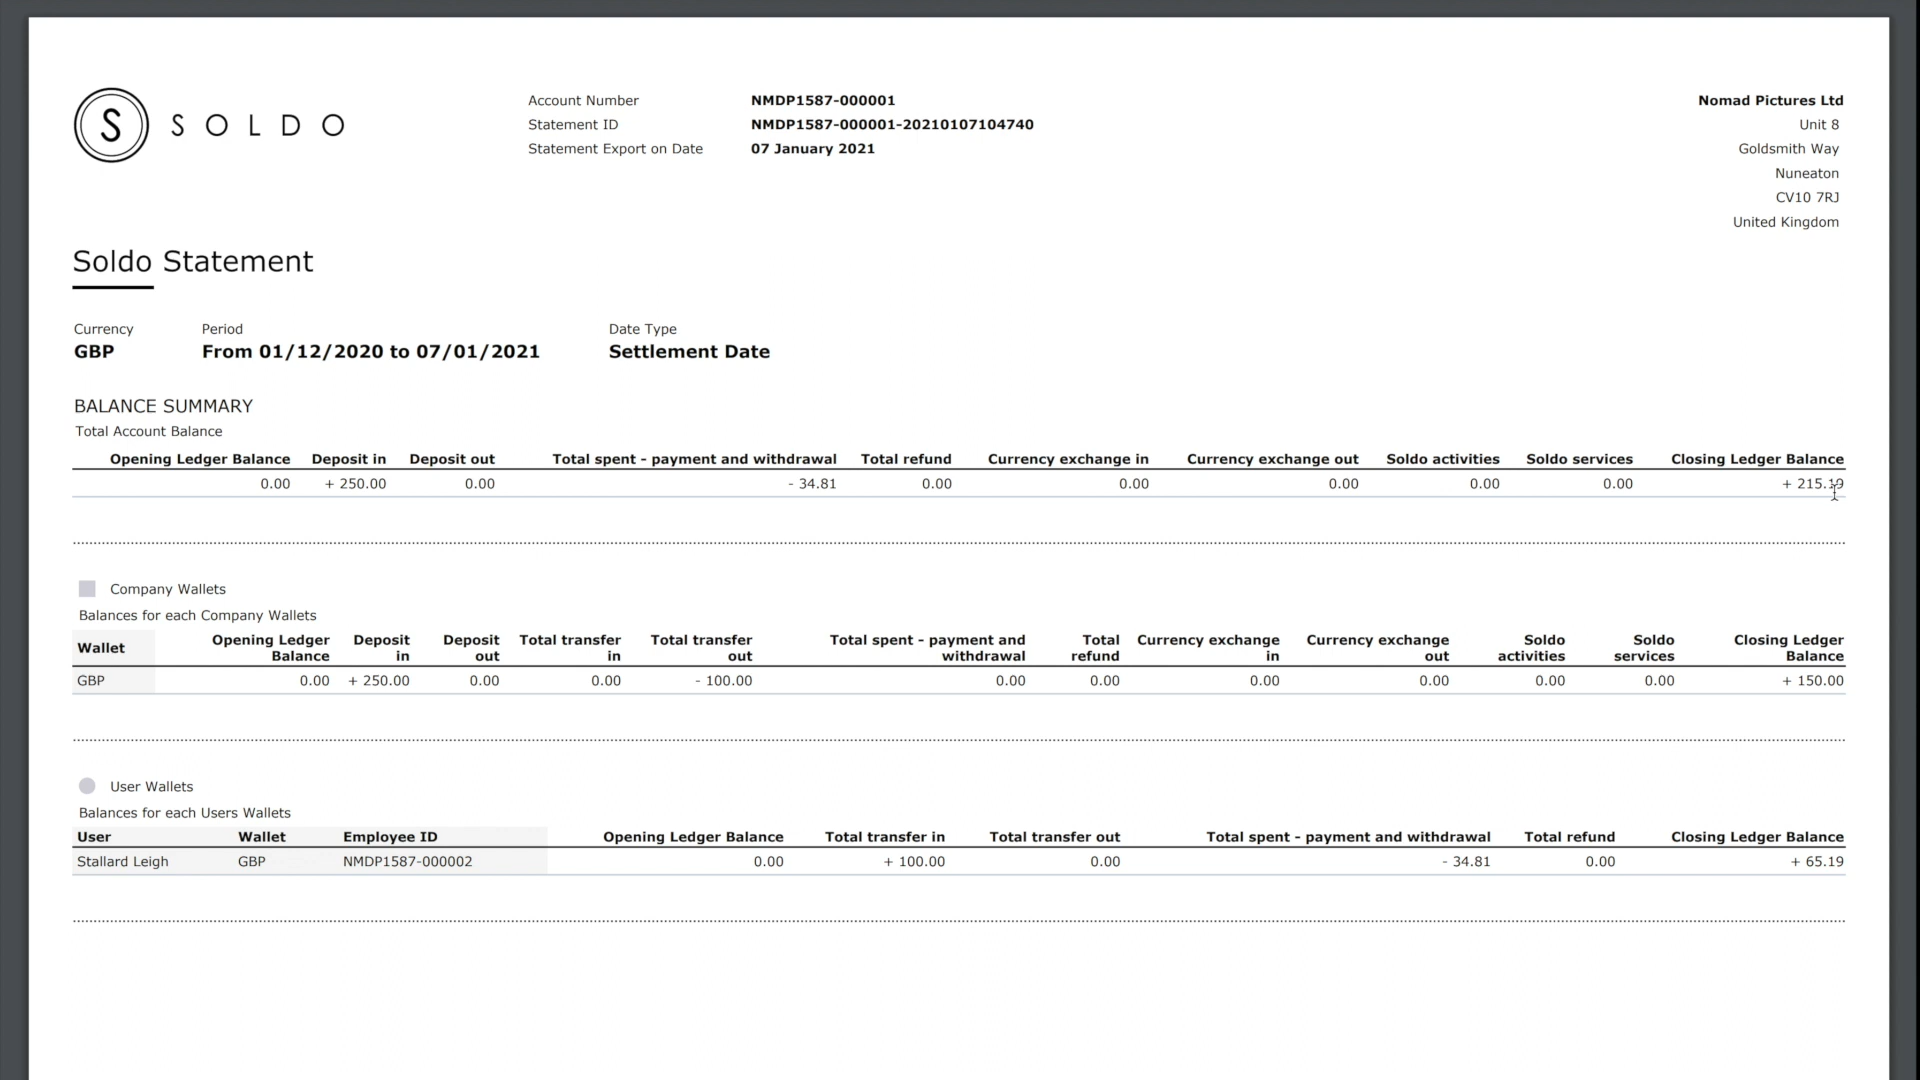 S SOLDO
Account Number NMDP1587-000001
Statement ID NMDP1587-000001-20210107104740
Statement Export on Date 07 January 2021
Nomad Pictures Ltd
Unit 8
Goldsmith Way
Nuneaton
CV10 7RJ
United Kingdom
Soldo Statement
Currency Period Date Type
GBP From 01/12/2020 to 07/01/2021 Settlement Date
BALANCE SUMMARY
Total Account Balance
Opening Ledger Balance Deposit in Deposit out Total spent - payment and withdrawal Total refund Currency exchange in Currency exchange out Soldo activities Soldo services Closing Ledger Balance
0.00 + 250.00 0.00 - 34.81 0.00 0.00 0.00 0.00 0.00 + 215.19
Company Wallets
Balances for each Company Wallets
Wallet Opening Ledger Balance Deposit in Deposit out Total transfer in Total transfer out Total spent - payment and withdrawal Total refund Currency exchange in Currency exchange out Soldo activities Soldo services Closing Ledger Balance
GBP 0.00 + 250.00 0.00 0.00 - 100.00 0.00 0.00 0.00 0.00 0.00 0.00 + 150.00
User Wallets
Balances for each Users Wallets
User Wallet Employee ID Opening Ledger Balance Total transfer in Total transfer out Total spent - payment and withdrawal Total refund Closing Ledger Balance
Stallard Leigh GBP NMDP1587-000002 0.00 + 100.00 0.00 - 34.81 0.00 + 65.19